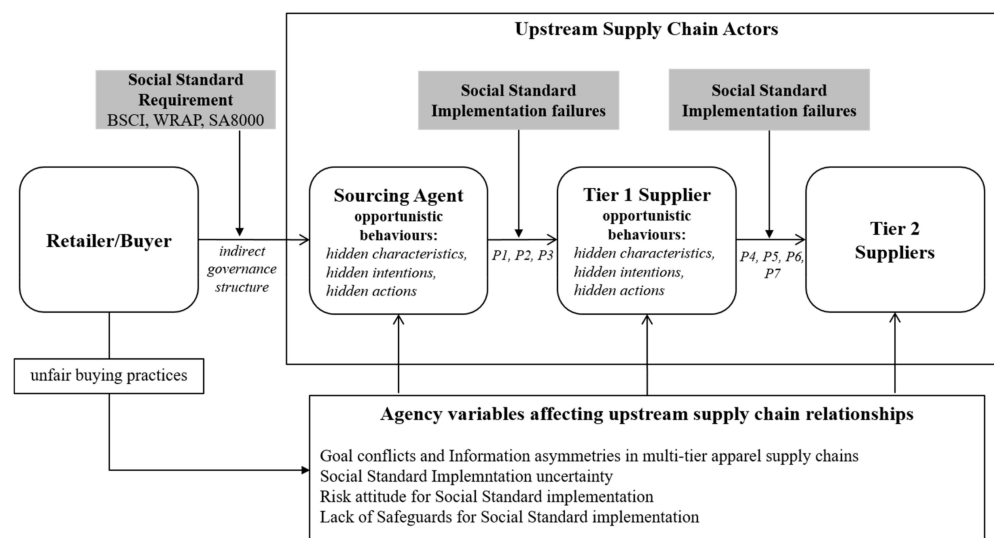 Upstream Supply Chain Actors
Social Standard
Requirement
BSCI, WRAP, SA8000
Social Standard
Implementation failures
Social Standard
Implementation failures
Retailer/Buyer
indirect
governance
structure
Sourcing Agent
opportunistic
behaviours:
hidden characteristics,
hidden intentions,
hidden actions
P1, P2, P3
Tier 1 Supplier
opportunistic
behaviours:
hidden characteristics,
hidden intentions,
hidden actions
P4, P5, P6,
P7
Tier 2
Suppliers
unfair buying practices
Agency variables affecting upstream supply chain relationships
Goal conflicts and Information asymmetries in multi-tier apparel supply chains
Social Standard Implemntation uncertainty
Risk attitude for Social Standard implementation
Lack of Safeguards for Social Standard implementation